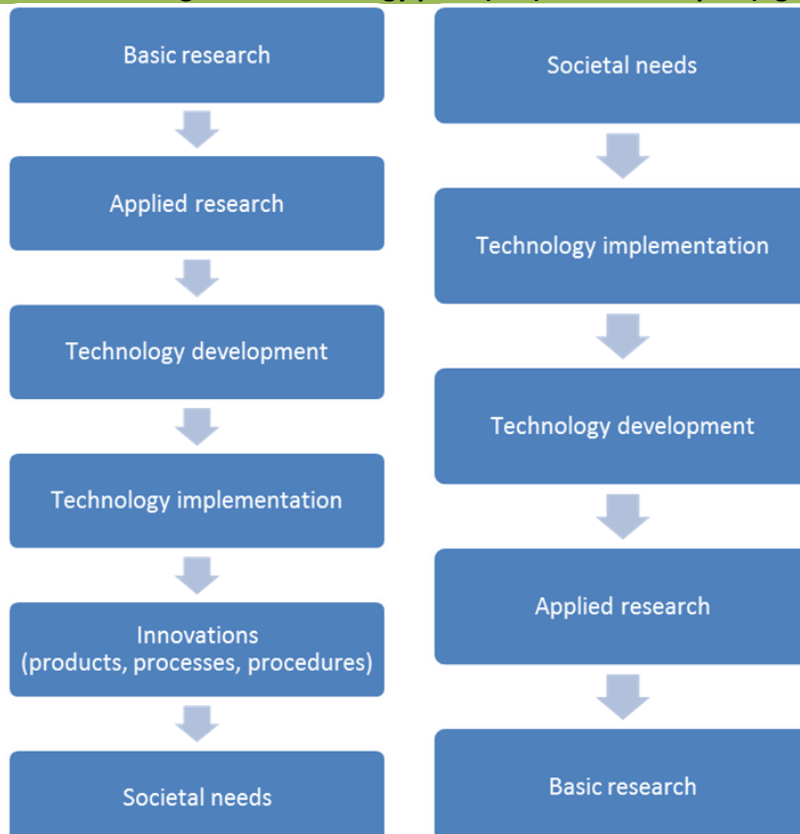 Basic research
Applied research
Technology development
Technology implementation
Innovations
(products, processes, procedures)
Societal needs
Societal needs
Technology implementation
Technology development
Applied research
Basic research